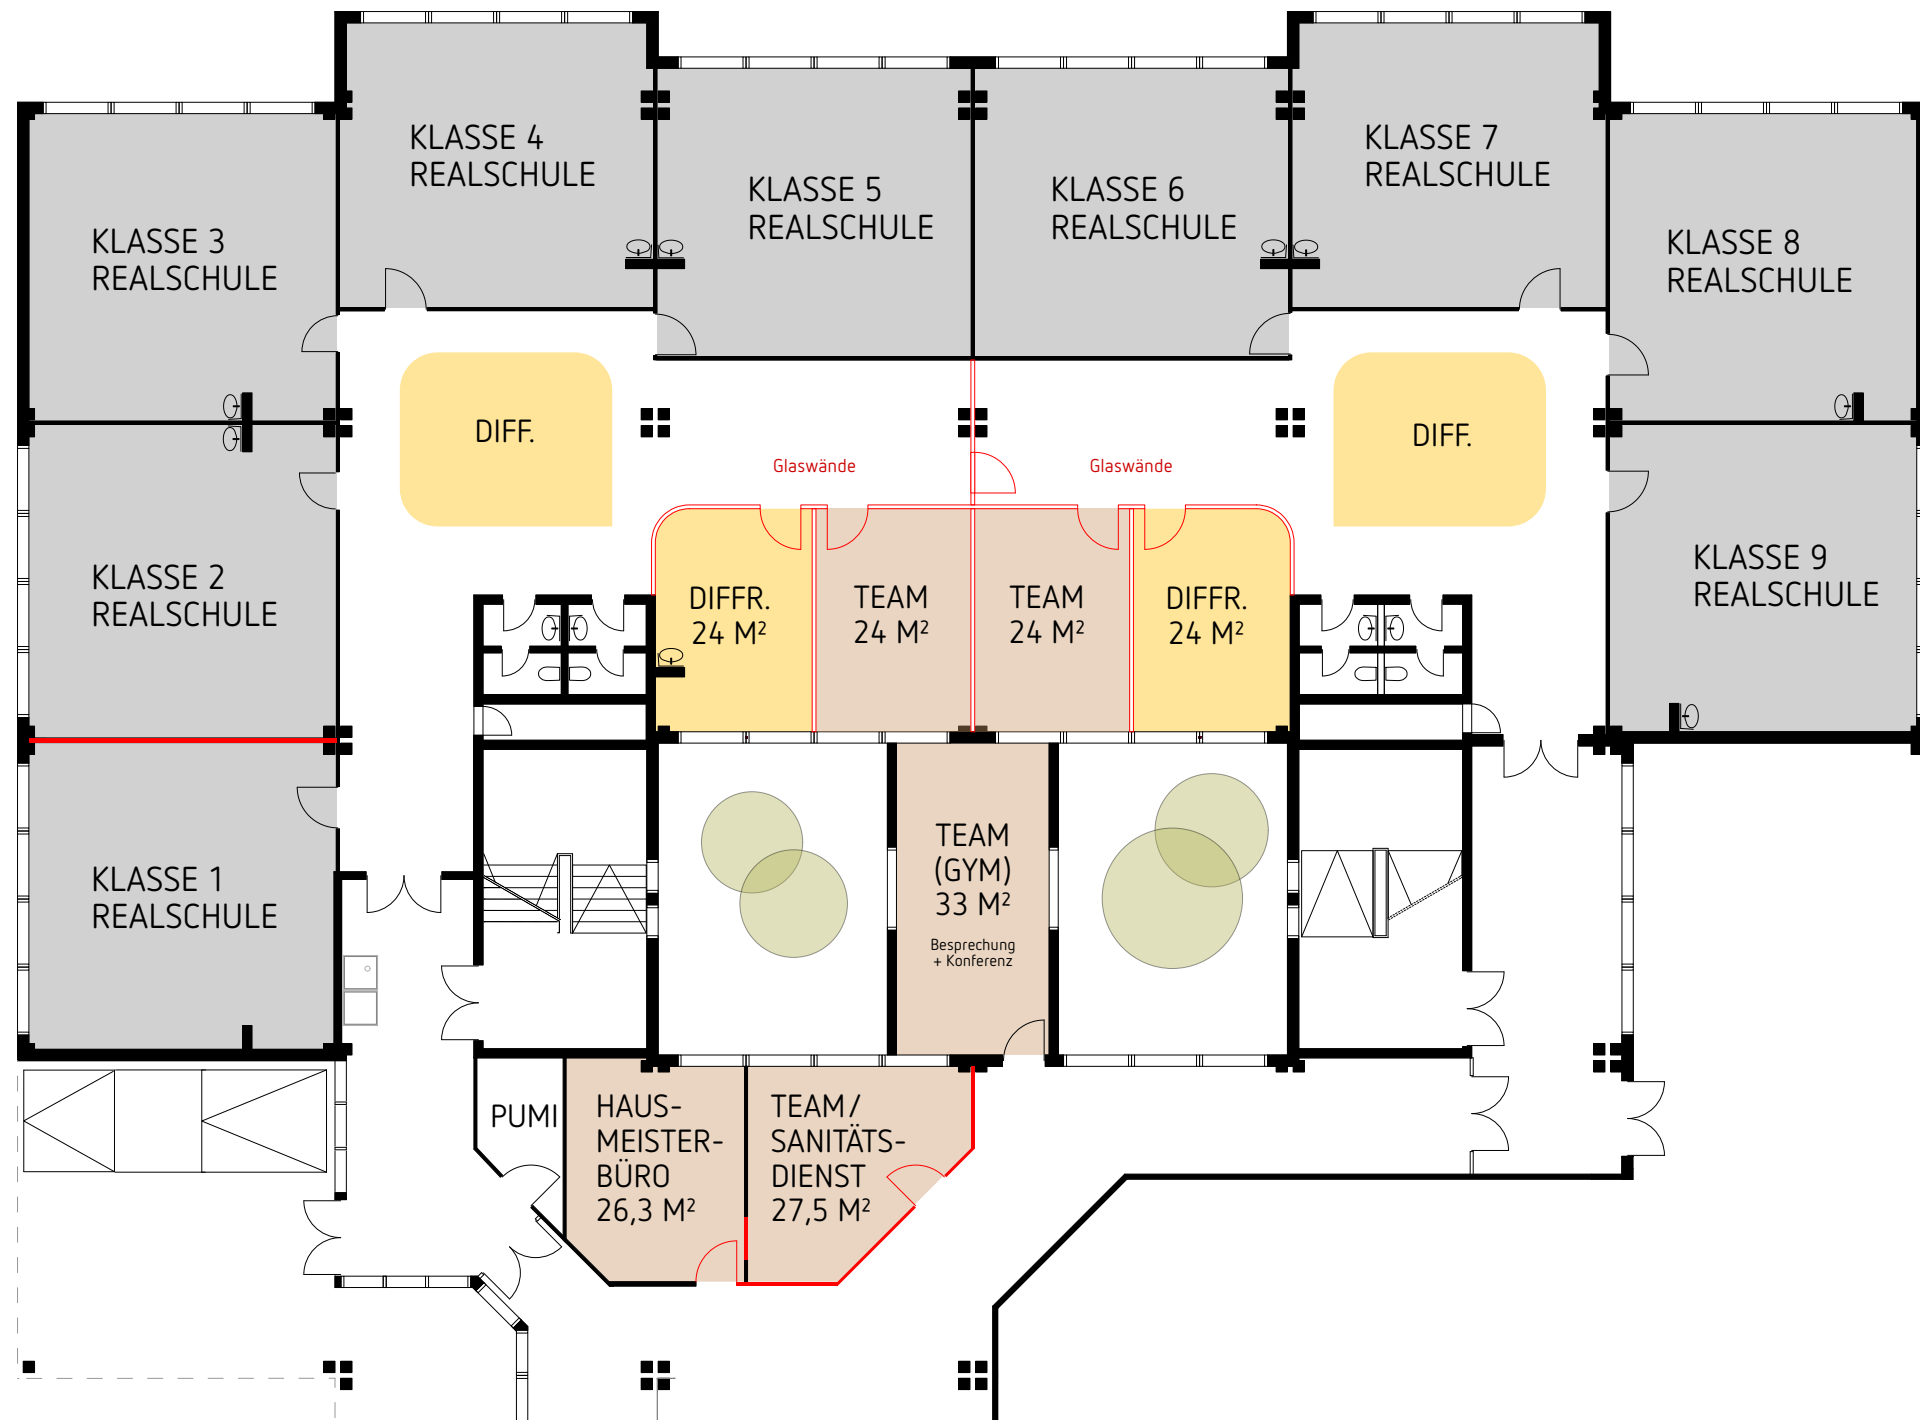 KLASSE 4
REALSCHULE
KLASSE 7
REALSCHULE
KLASSE 5
REALSCHULE
KLASSE 6
REALSCHULE
KLASSE 3
REALSCHULE
KLASSE 8
REALSCHULE
DIFF.
DIFF.
Glaswände
Glaswände
KLASSE 2
REALSCHULE
DIFFR.
24 M²
TEAM
24 M²
TEAM
24 M²
DIFFR.
24 M²
KLASSE 9
REALSCHULE
KLASSE 1
REALSCHULE
TEAM
(GYM)
33 M²
Besprechung
+ Konferenz
PUMI
HAUS-
MEISTER-
BÜRO
26,3 M²
TEAM/
SANITÄTS-
DIENST
27,5 M²